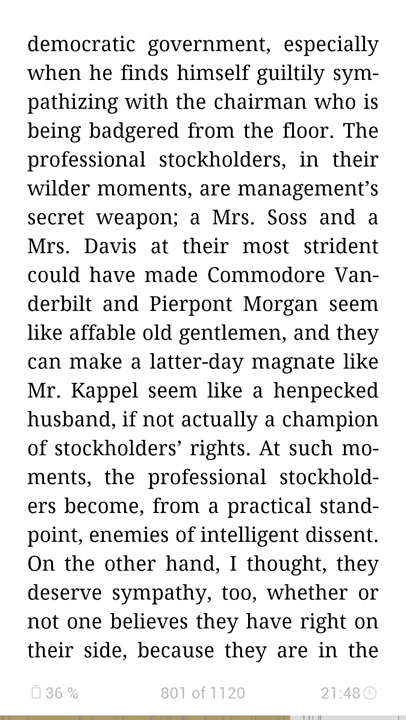 democratic government, especially
when he finds himself guiltily sym-
pathizing with the chairman who is
being badgered from the floor. The
professional stockholders, in their
wilder moments, are management’s
secret weapon; a Mrs. Soss and a
Mrs. Davis at their most strident
could have made Commodore Van-
derbilt and Pierpont Morgan seem
like affable old gentlemen, and they
can make a latter-day magnate like
Mr. Kappel seem like a henpecked
husband, if not actually a champion
of stockholders’ rights. At such mo-
ments, the professional stockhold-
ers become, from a practical stand-
point, enemies of intelligent dissent.
On the other hand, I thought, they
deserve sympathy, too, whether or
not one believes they have right on
their side, because they are in the
36 % 801 of 1120 21:48